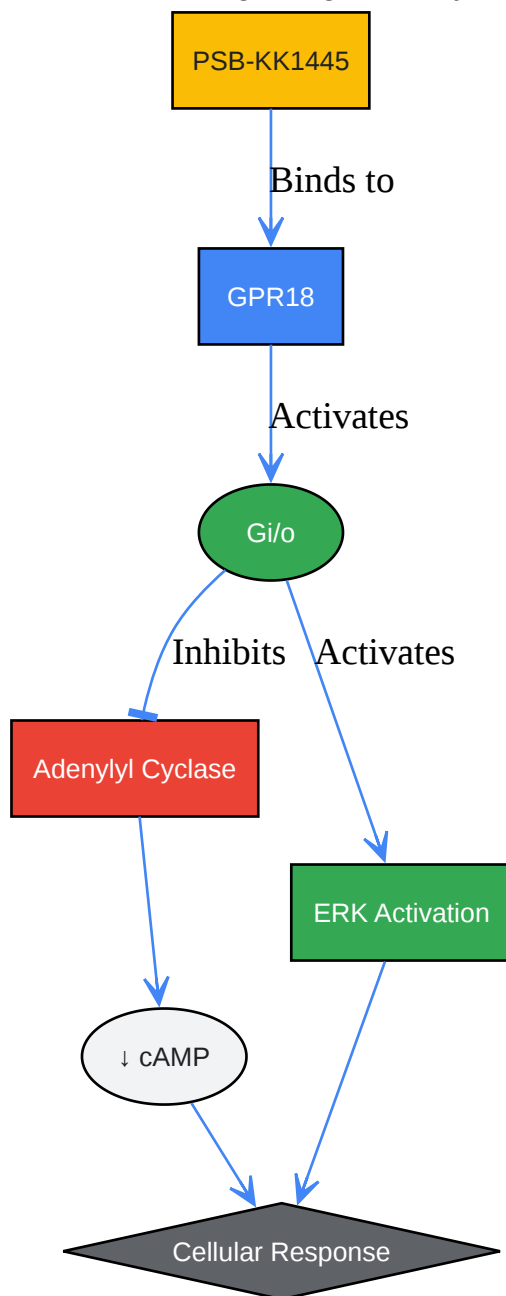 PSB-KK1445
Binds to
GPR18
Activates
Gi/o
Inhibits
Activates
Adenylyl Cyclase
ERK Activation
↓ cAMP
Cellular Response